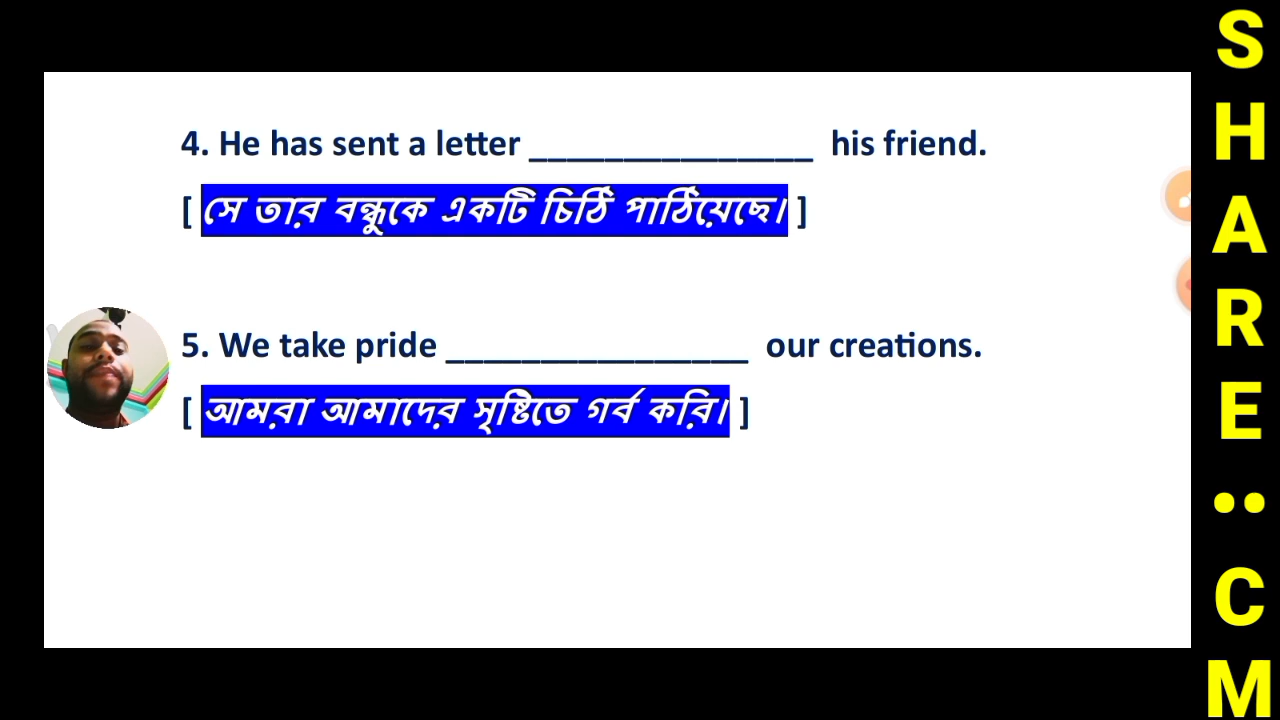 4. He has sent a letter _______________ his friend.
[ সে তার বন্ধুকে একটি চিঠি পাঠিয়েছে। ]
5. We take pride ________________ our creations.
[ আমরা আমাদের সৃষ্টিতে গর্ব করি। ]
SHARE··CM